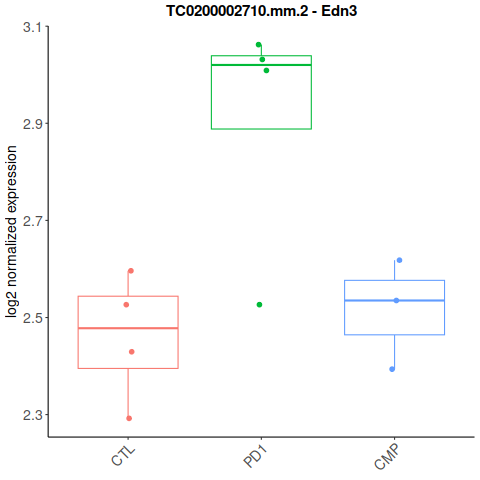 TC0200002710.mm.2 - Edn3
log2 normalized expression
3.1
2.9
2.7
2.5
2.3
CTL
PD1
CMP